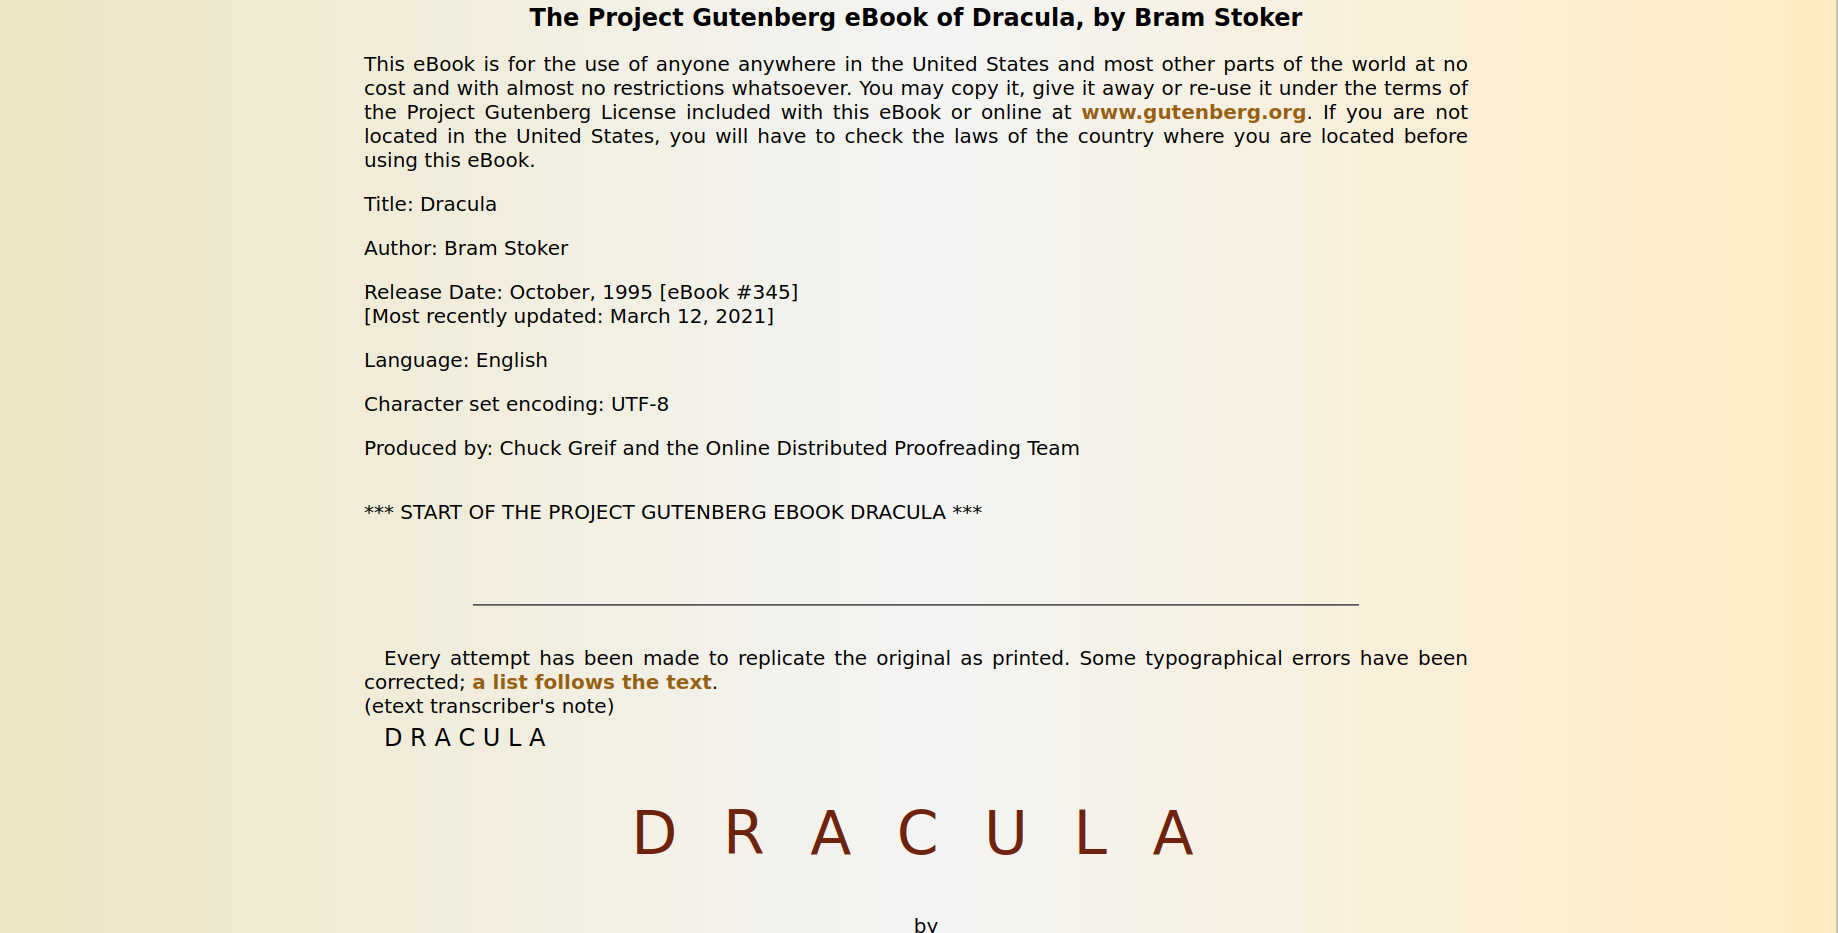 The Project Gutenberg eBook of Dracula, by Bram Stoker
This eBook is for the use of anyone anywhere in the United States and most other parts of the world at no
cost and with almost no restrictions whatsoever. You may copy it, give it away or re-use it under the terms of
the Project Gutenberg License included with this eBook or online at www.gutenberg.org. If you are not
located in the United States, you will have to check the laws of the country where you are located before
using this eBook.
Title: Dracula
Author: Bram Stoker
Release Date: October, 1995 [eBook #345]
[Most recently updated: March 12, 2021]
Language: English
Character set encoding: UTF-8
Produced by: Chuck Greif and the Online Distributed Proofreading Team
*** START OF THE PROJECT GUTENBERG EBOOK DRACULA ***
Every attempt has been made to replicate the original as printed. Some typographical errors have been
corrected; a list follows the text.
(etext transcriber's note)
D R A C U L A
D R A C U L A
by